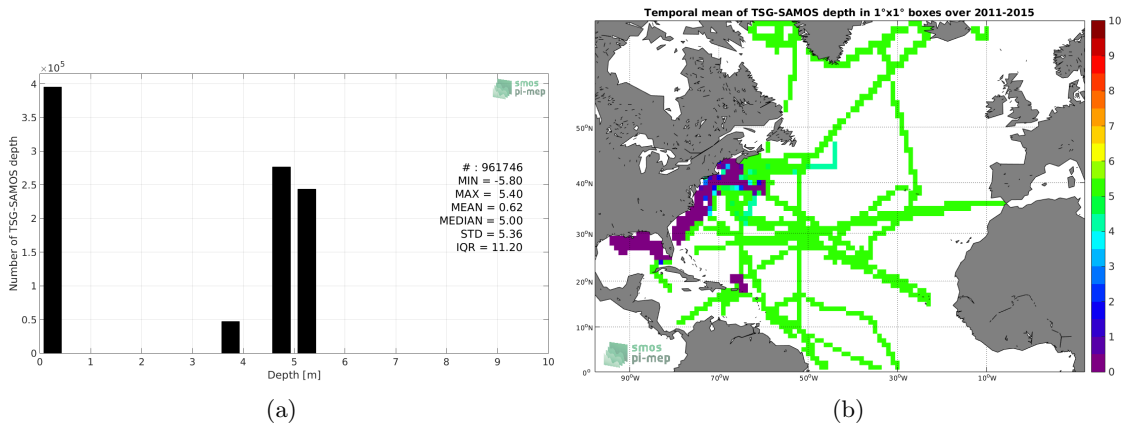 ×10⁵
4
3.5
3
2.5
2
1.5
1
0.5
0
Number of TSG-SAMOS depth
smos
pi-mep
# : 961746
MIN = -5.80
MAX = 5.40
MEAN = 0.62
MEDIAN = 5.00
STD = 5.36
IQR = 11.20
0 1 2 3 4 5 6 7 8 9 10
Depth [m]
(a)
Temporal mean of TSG-SAMOS depth in 1°x1° boxes over 2011-2015
50°N
40°N
30°N
20°N
10°N
0°
90°W 70°W 50°W 30°W 10°W
smos
pi-mep
10
9
8
7
6
5
4
3
2
1
0
(b)